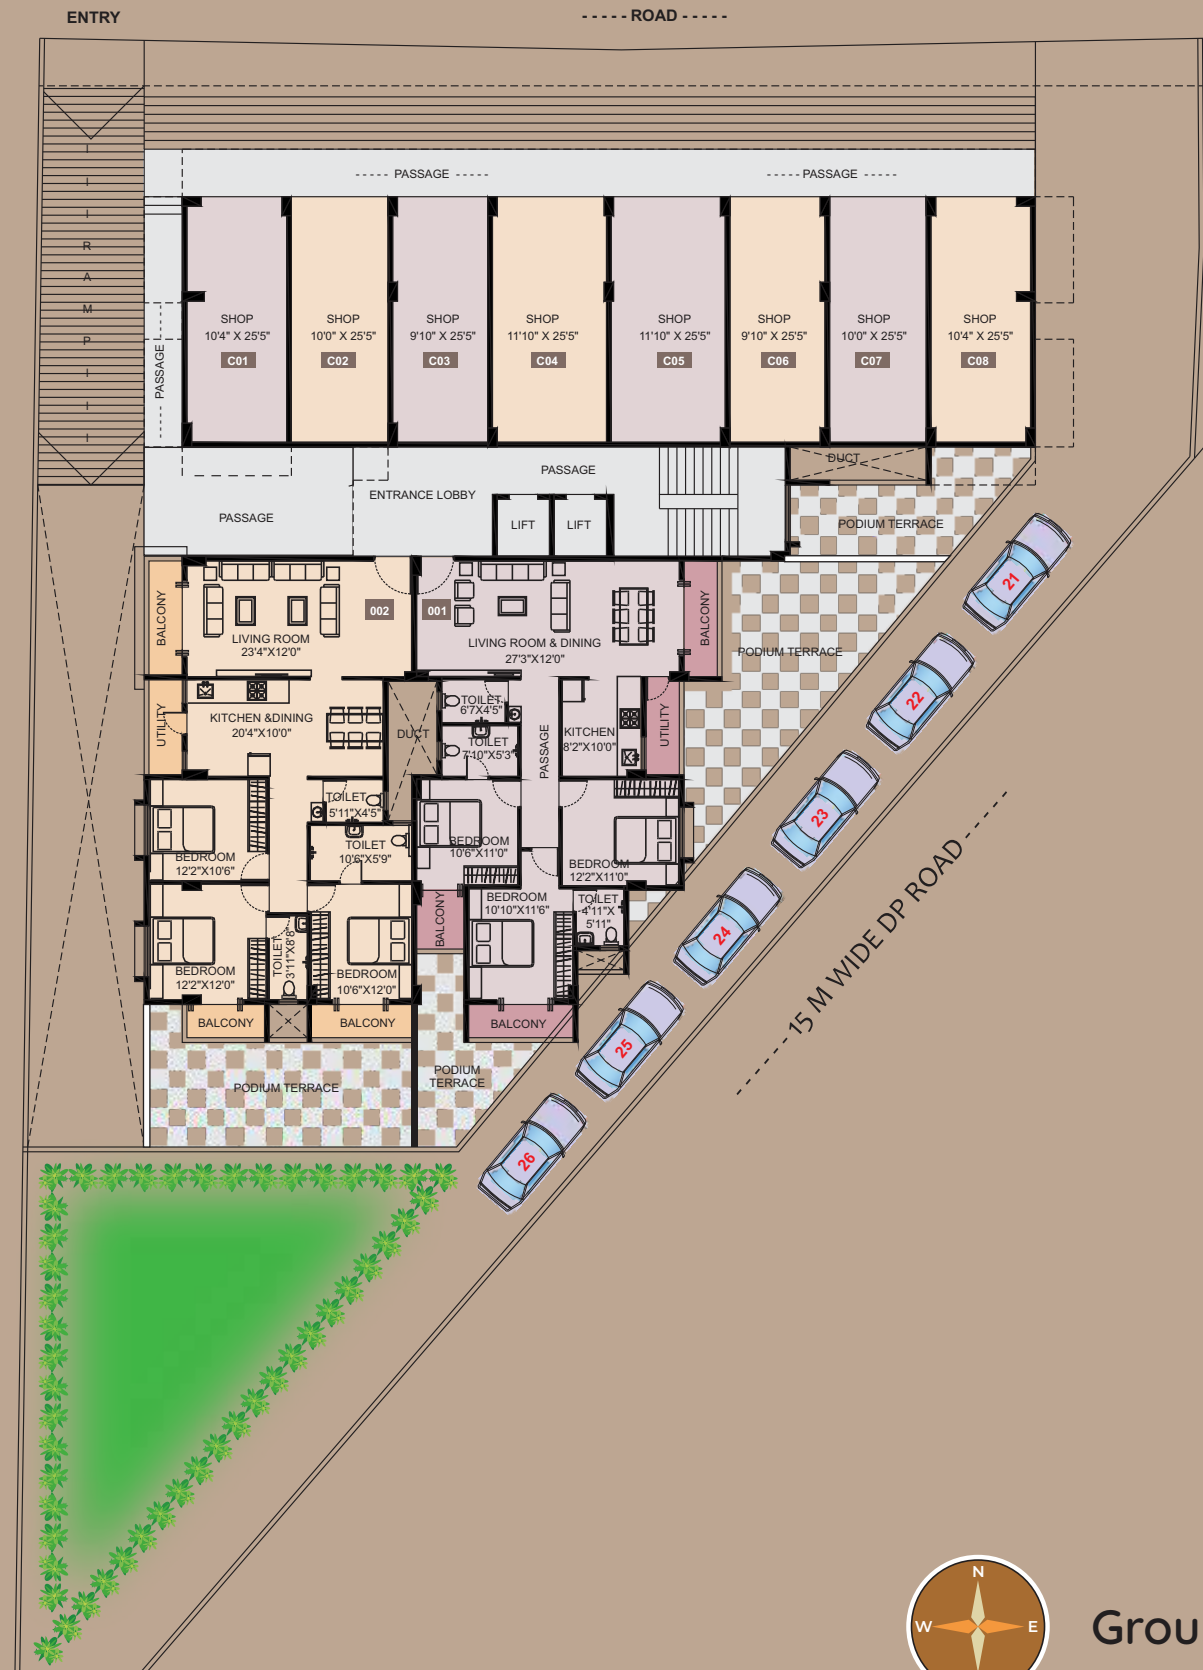 ENTRY
----- ROAD -----
----- PASSAGE -----
----- PASSAGE -----
I
I
R
A
M
P
I
I
I
----- PASSAGE -----
SHOP
10'4" X 25'5"
C01
SHOP
10'0" X 25'5"
C02
SHOP
9'10" X 25'5"
C03
SHOP
11'10" X 25'5"
C04
SHOP
11'10" X 25'5"
C05
SHOP
9'10" X 25'5"
C06
SHOP
10'0" X 25'5"
C07
SHOP
10'4" X 25'5"
C08
DUCT
PASSAGE
ENTRANCE LOBBY
PASSAGE
LIFT
LIFT
PODIUM TERRACE
BALCONY
002
001
LIVING ROOM
23'4"X12'0"
LIVING ROOM & DINING
27'3"X12'0"
BALCONY
PODIUM TERRACE
UTILITY
KITCHEN &DINING
20'4"X10'0"
DUCT
TOILET
6'7X4'5"
TOILET
7'10"X5'3"
PASSAGE
KITCHEN
8'2"X10'0"
UTILITY
TOILET
5'11"X4'5"
TOILET
10'6"X5'9"
BEDROOM
12'2"X10'6"
BEDROOM
10'6"X11'0"
BEDROOM
12'2"X11'0"
BALCONY
BEDROOM
10'10"X11'6"
TOILET
4'11"X
5'11"
BEDROOM
12'2"X12'0"
TOILET
3'11"X8'8"
BEDROOM
10'6"X12'0"
BALCONY
BALCONY
BALCONY
PODIUM TERRACE
PODIUM
TERRACE
21
22
23
24
25
26
----- 15 M WIDE DP ROAD -----
N
W
E
Grou